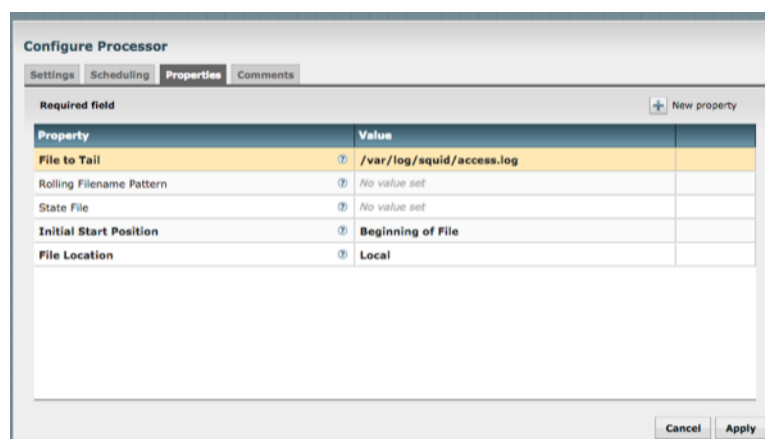 Configure Processor
Settings Scheduling Properties Comments
Required field New property
Property Value
File to Tail /var/log/squid/access.log
Rolling Filename Pattern No value set
State File No value set
Initial Start Position Beginning of File
File Location Local
Cancel Apply